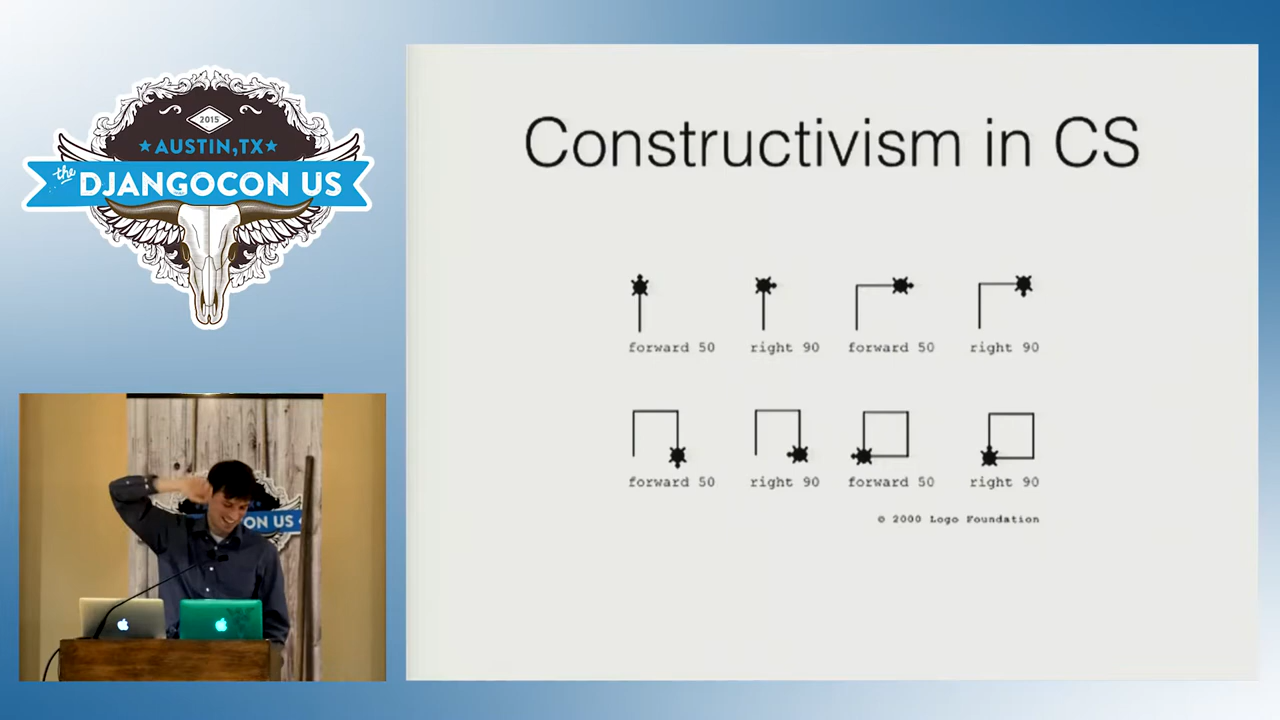 2015
AUSTIN,TX
the
DJANGOCON US
Constructivism in CS
forward 50 right 90 forward 50 right 90
forward 50 right 90 forward 50 right 90
© 2000 Logo Foundation
ON US